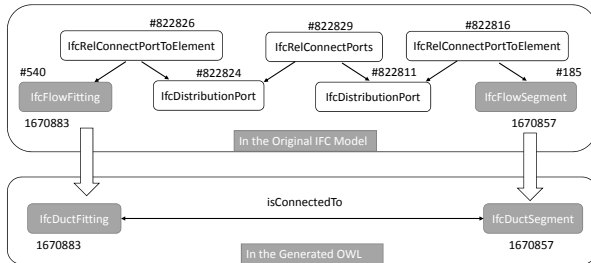 #822826
#822829
#822816
IfcRelConnectPortToElement
IfcRelConnectPorts
IfcRelConnectPortToElement
#540
#822824
#822811
#185
IfcFlowFitting
IfcDistributionPort
IfcDistributionPort
IfcFlowSegment
1670883
1670857
In the Original IFC Model
isConnectedTo
IfcDuctFitting
IfcDuctSegment
1670883
1670857
In the Generated OWL